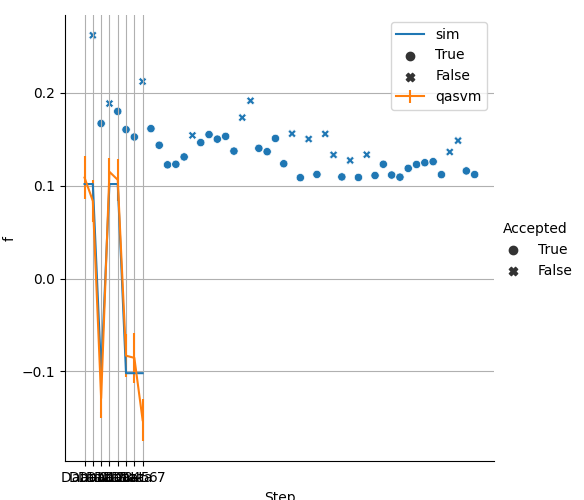 sim
True
False
qasvm
0.2
0.1
0.0
−0.1
f
Accepted
True
False
Step